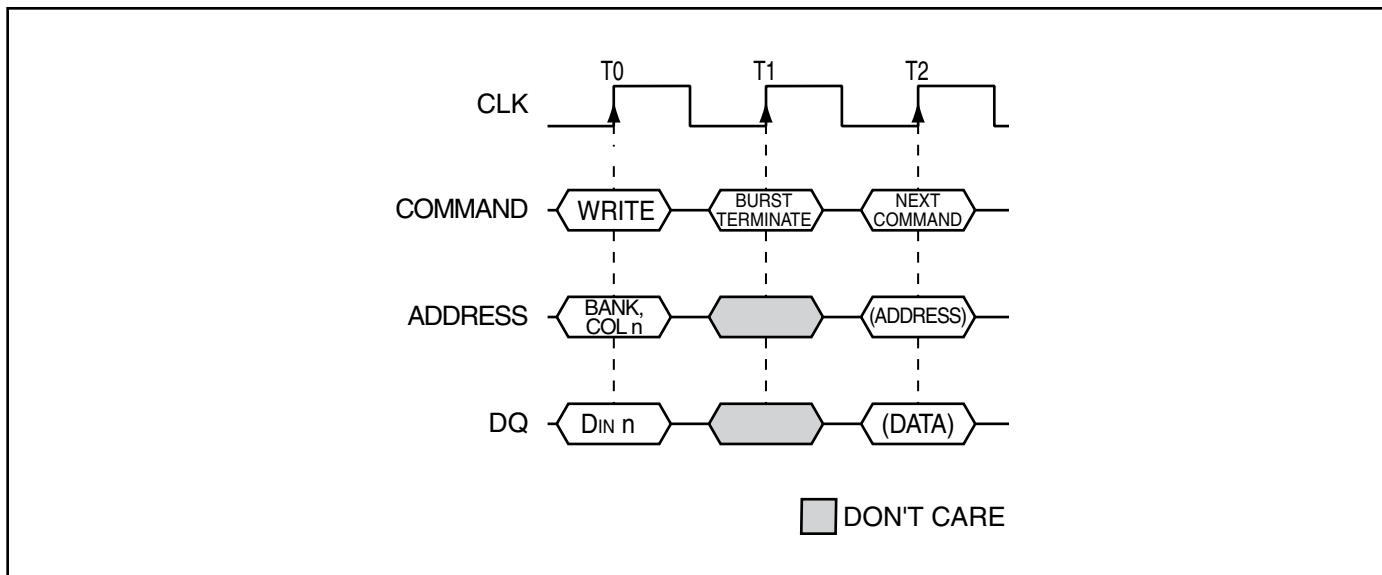 T0 T1 T2
CLK
COMMAND WRITE BURST TERMINATE NEXT COMMAND
ADDRESS BANK, COL n (ADDRESS)
DQ DIN n (DATA)
DON'T CARE